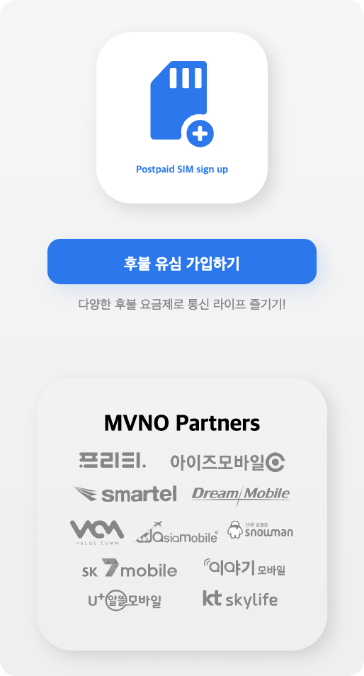 Postpaid SIM sign up
후불 유심 가입하기
다양한 후불 요금제로 통신 라이프 즐기기!
MVNO Partners
프리티. 아이즈모바일
smartel Dream/Mobile
VCM VALUE COMM asiamobile snowman
SK 7mobile 이야기 모바일
U+알뜰모바일 kt skylife